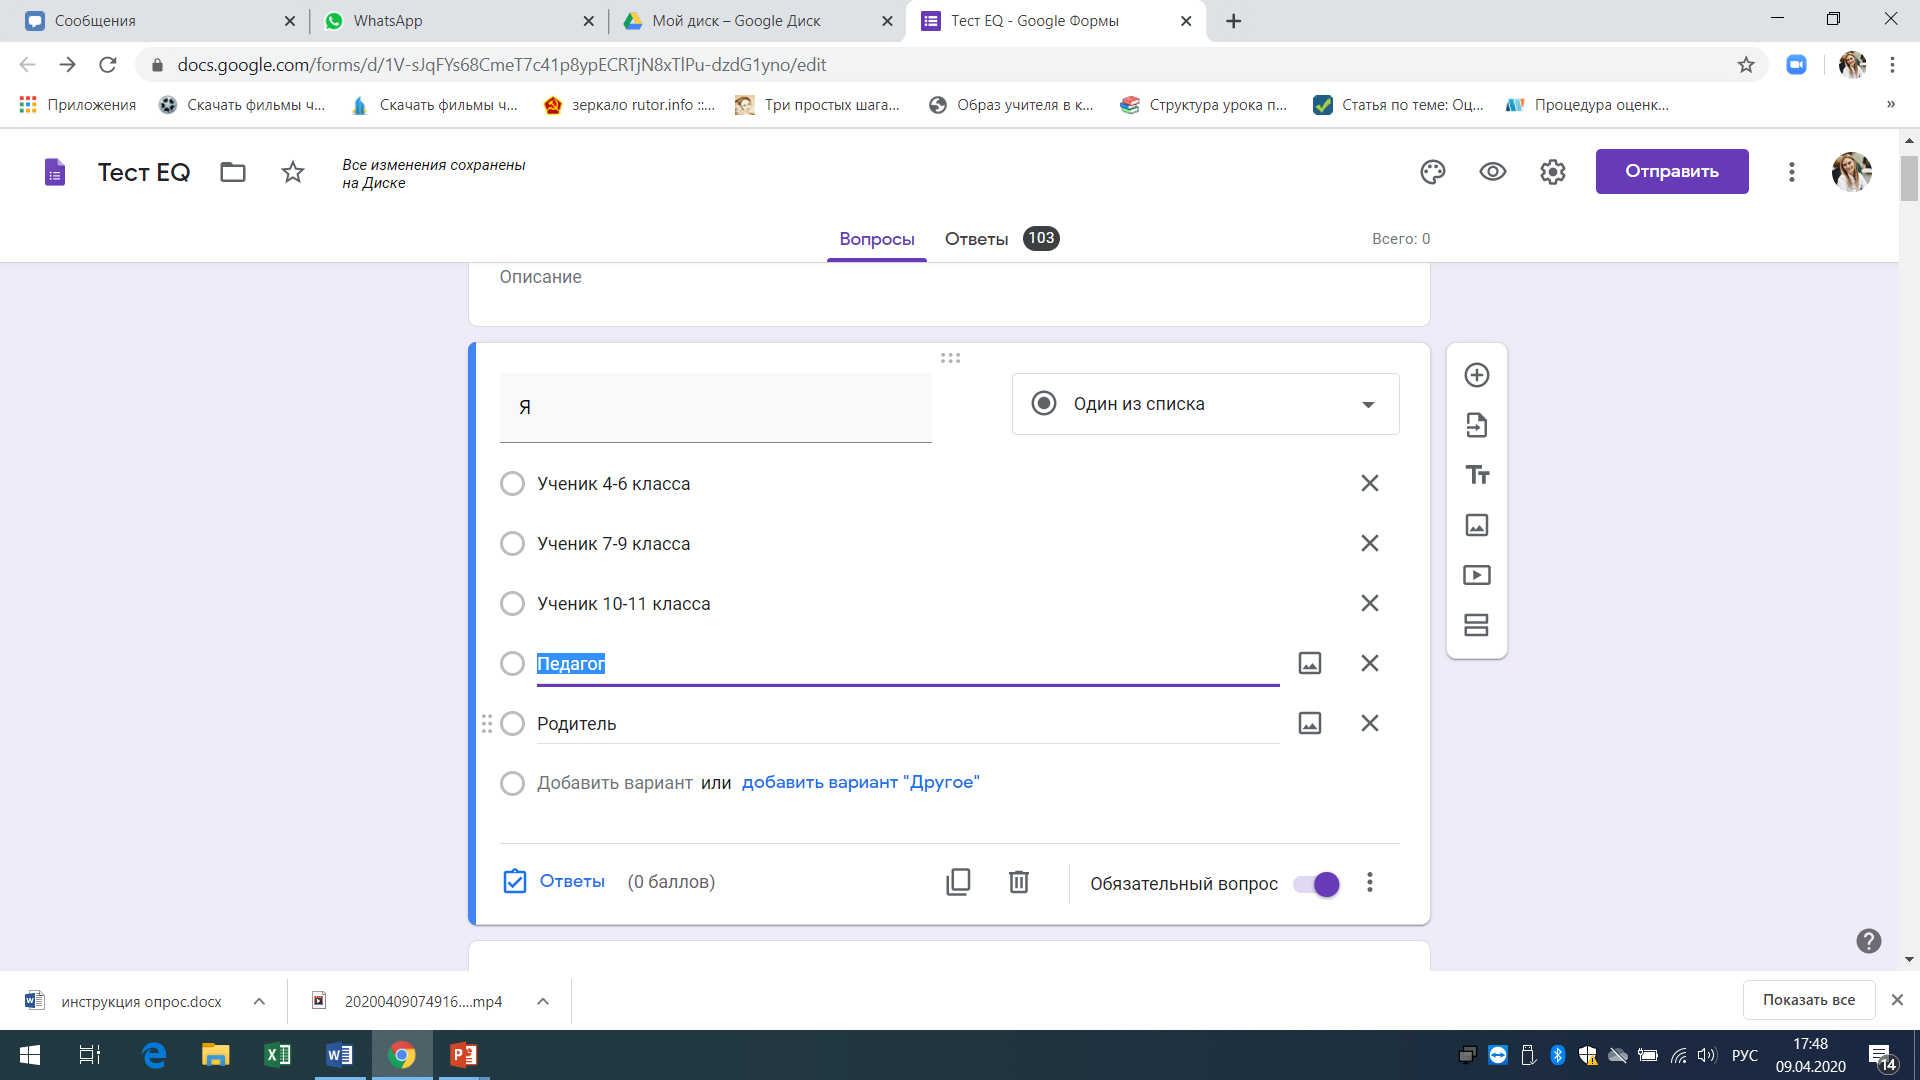 Сообщения
WhatsApp
Мой диск – Google Диск
Тест EQ - Google Формы
docs.google.com/forms/d/1V-sJqFYs68CmeT7c41p8ypECRTjN8xTlPu-dzdG1yno/edit
Приложения
Скачать фильмы ч...
Скачать фильмы ч...
зеркало rutor.info ::...
Три простых шага...
Образ учителя в к...
Структура урока п...
Статья по теме: Оц...
Процедура оценк...
»
Тест EQ
Все изменения сохранены
на Диске
Отправить
Вопросы
Ответы 103
Всего: 0
Описание
Я
Один из списка
Ученик 4-6 класса
Ученик 7-9 класса
Ученик 10-11 класса
Педагог
Родитель
Добавить вариант или добавить вариант "Другое"
Ответы (0 баллов)
Обязательный вопрос
инструкция опрос.docx
20200409074916....mp4
Показать все
РУС
17:48
09.04.2020
14